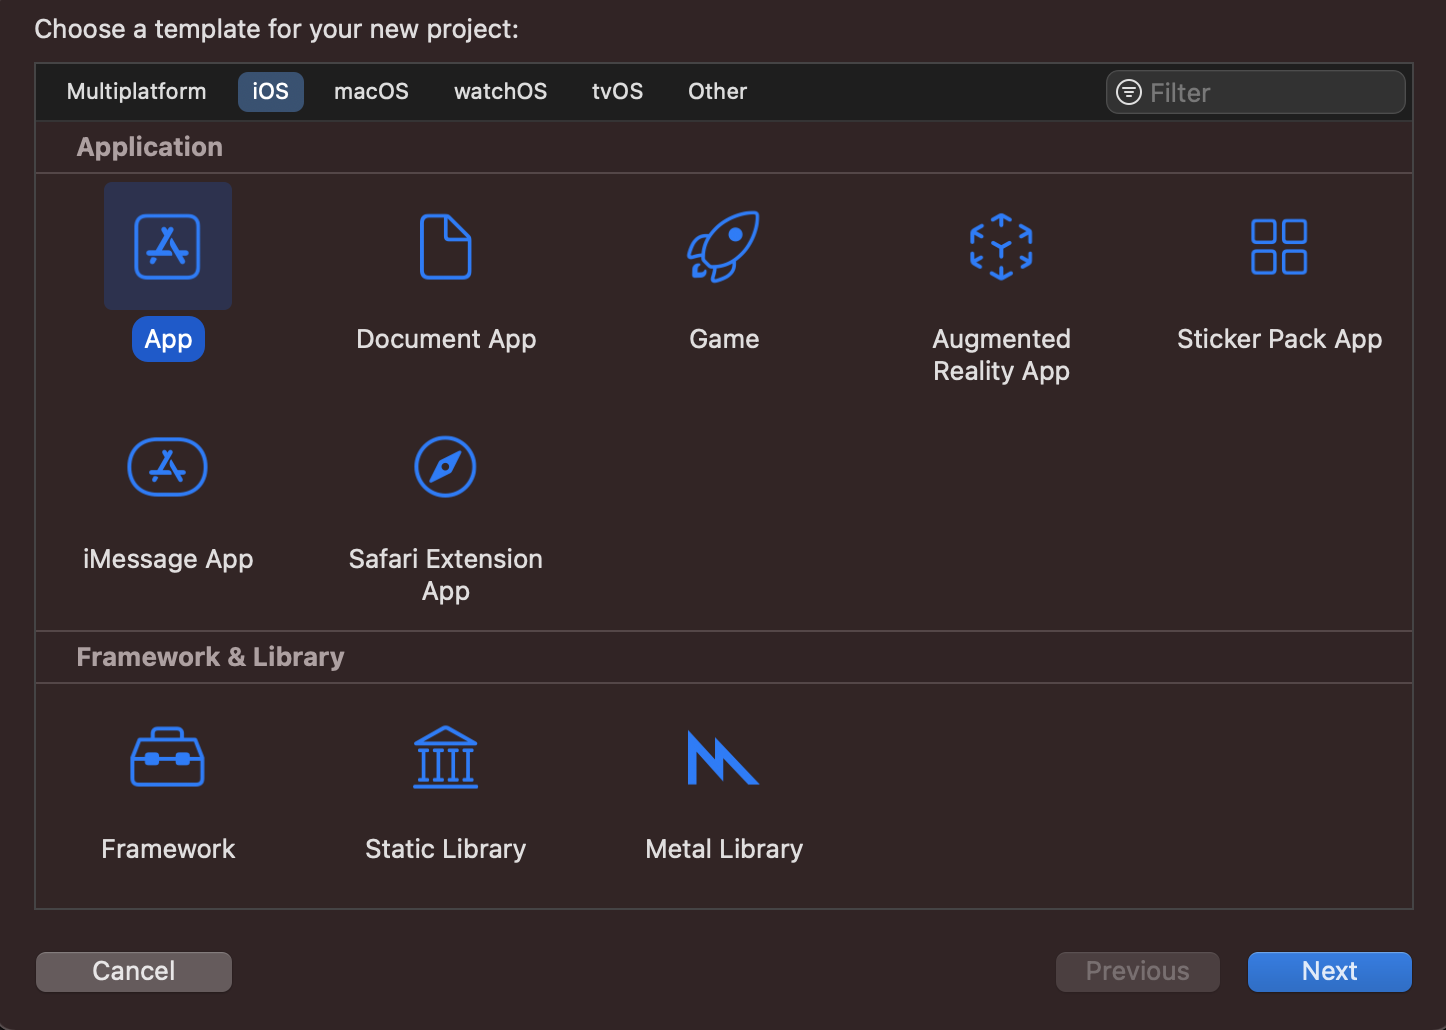 Choose a template for your new project:
Multiplatform iOS macOS watchOS tvOS Other Filter
Application
App Document App Game Augmented Reality App Sticker Pack App
iMessage App Safari Extension App
Framework & Library
Framework Static Library Metal Library
Cancel Previous Next